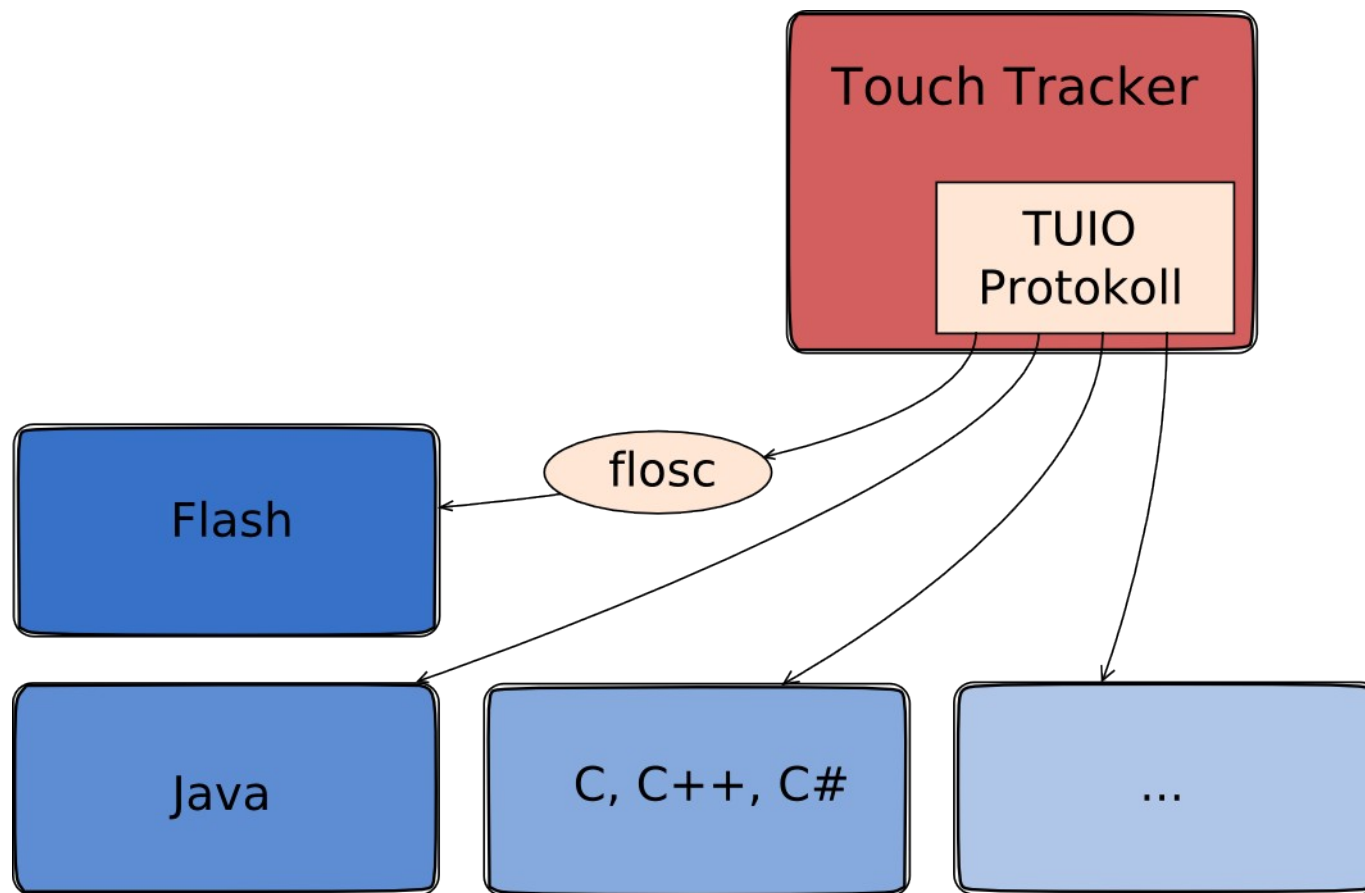 Touch Tracker
TUIO
Protokoll
flosc
Flash
Java
C, C++, C#
...